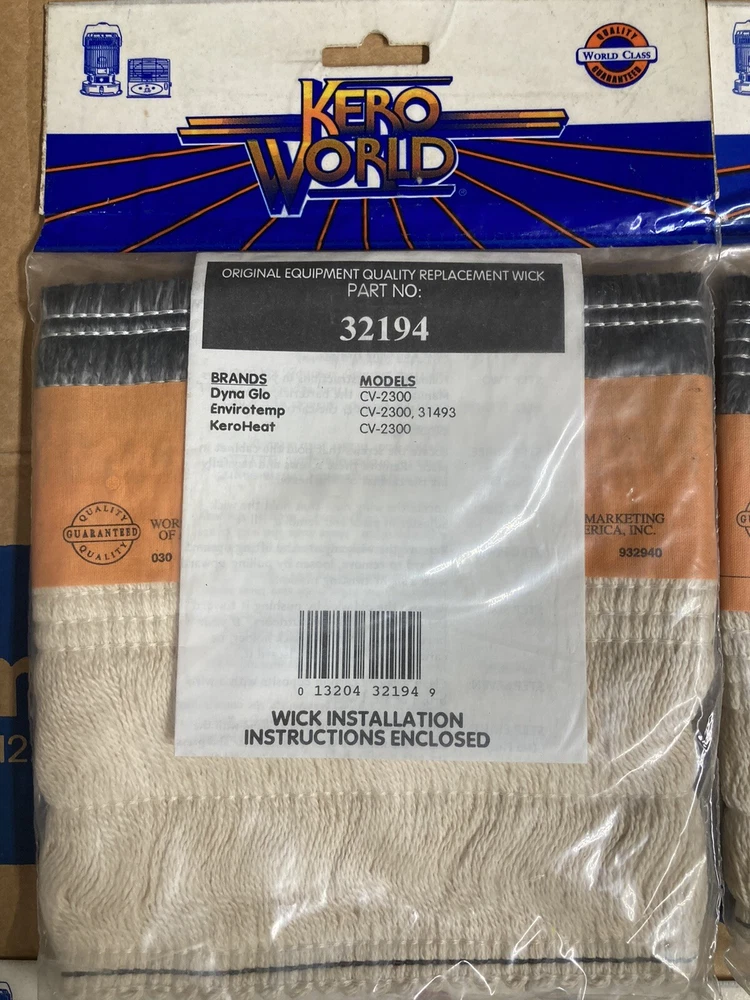 QUALITY
WORLD CLASS
GUARANTEED
KERO
WORLD®
ORIGINAL EQUIPMENT QUALITY REPLACEMENT WICK
PART NO:
32194
BRANDS MODELS
Dyna Glo CV-2300
Envirotemp CV-2300, 31493
KeroHeat CV-2300
QUALITY
GUARANTEED
QUALITY
WOR
OF
030
MARKETING
ERICA, INC.
932940
0 13204 32194 9
WICK INSTALLATION
INSTRUCTIONS ENCLOSED